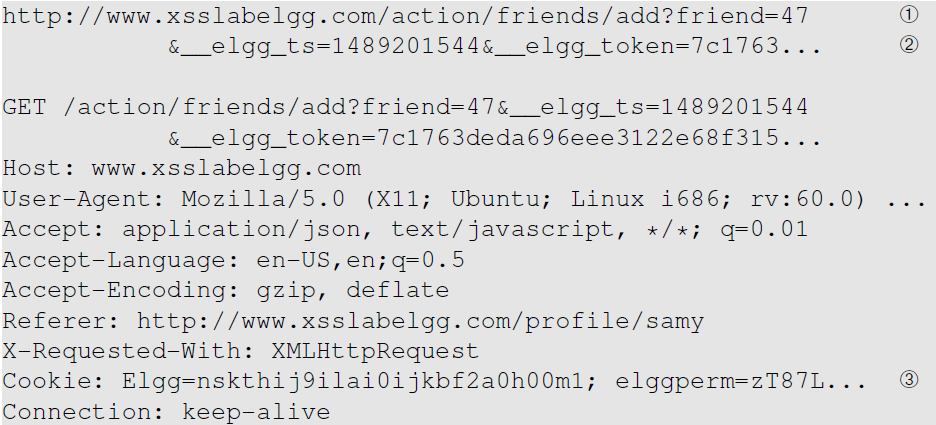 http://www.xsslabelgg.com/action/friends/add?friend=47 ①
&__elgg_ts=1489201544&__elgg_token=7c1763... ②
GET /action/friends/add?friend=47&__elgg_ts=1489201544
&__elgg_token=7c1763deda696eee3122e68f315...
Host: www.xsslabelgg.com
User-Agent: Mozilla/5.0 (X11; Ubuntu; Linux i686; rv:60.0) ...
Accept: application/json, text/javascript, */*; q=0.01
Accept-Language: en-US,en;q=0.5
Accept-Encoding: gzip, deflate
Referer: http://www.xsslabelgg.com/profile/samy
X-Requested-With: XMLHttpRequest
Cookie: Elgg=nskthij9ilai0ijkbf2a0h00m1; elggperm=zT87L... ③
Connection: keep-alive